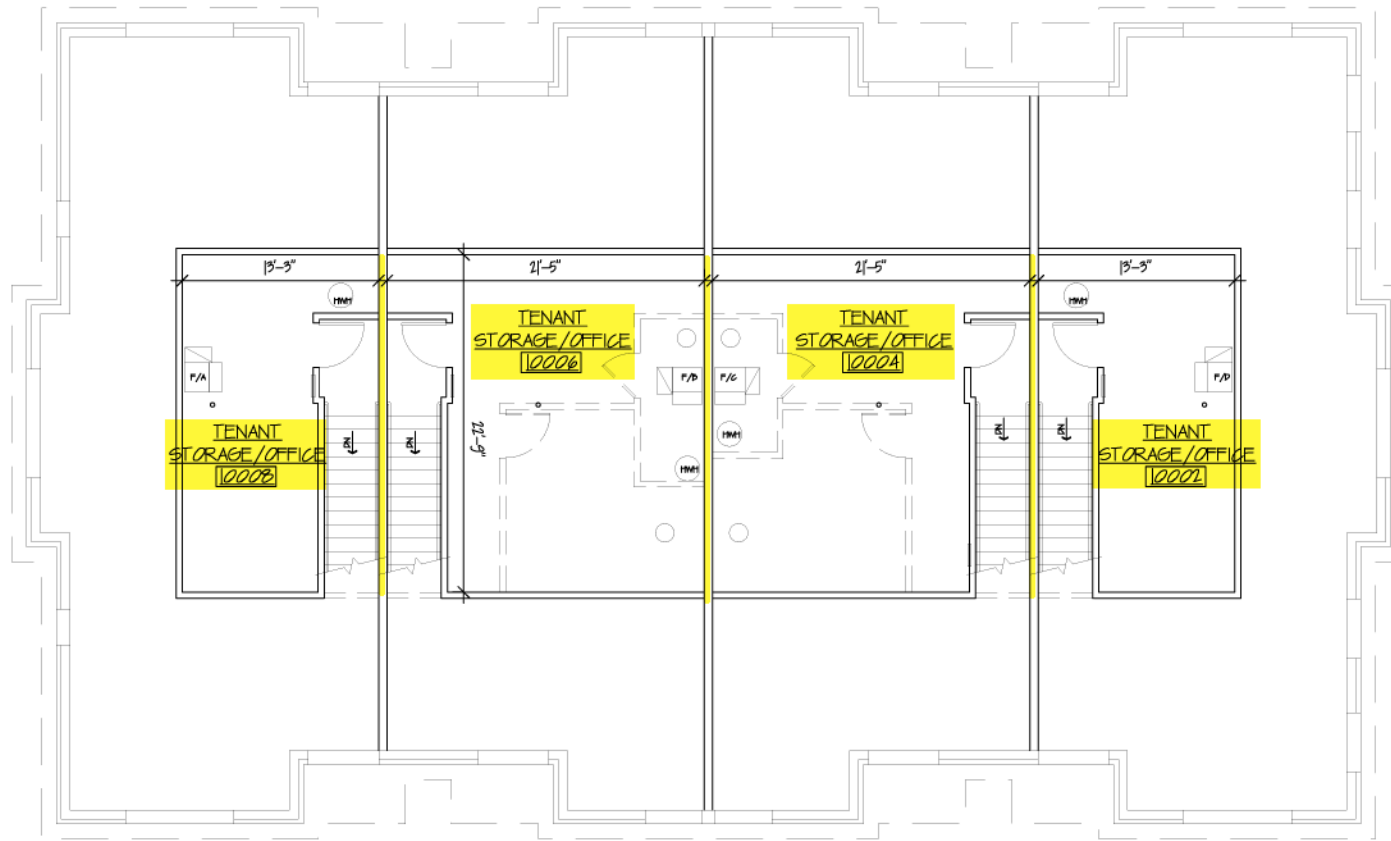 13'-3"
21'-5"
21'-5"
13'-3"
HWH
HWH
TENANT
STORAGE/OFFICE
10006
TENANT
STORAGE/OFFICE
10004
F/A
F/B
F/C
F/D
TENANT
STORAGE/OFFICE
10008
DN
DN
22'-9"
HWH
HWH
DN
DN
TENANT
STORAGE/OFFICE
10002